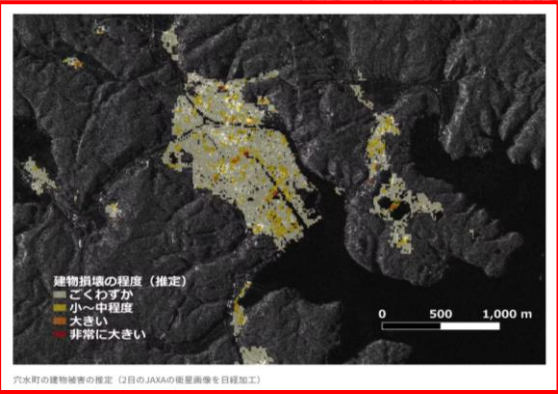 建物損壊の程度（推定）
ごくわずか
小～中程度
大きい
非常に大きい
0 500 1,000 m
穴水町の建物被害の推定（2日のJAXAの衛星画像を日経加工）